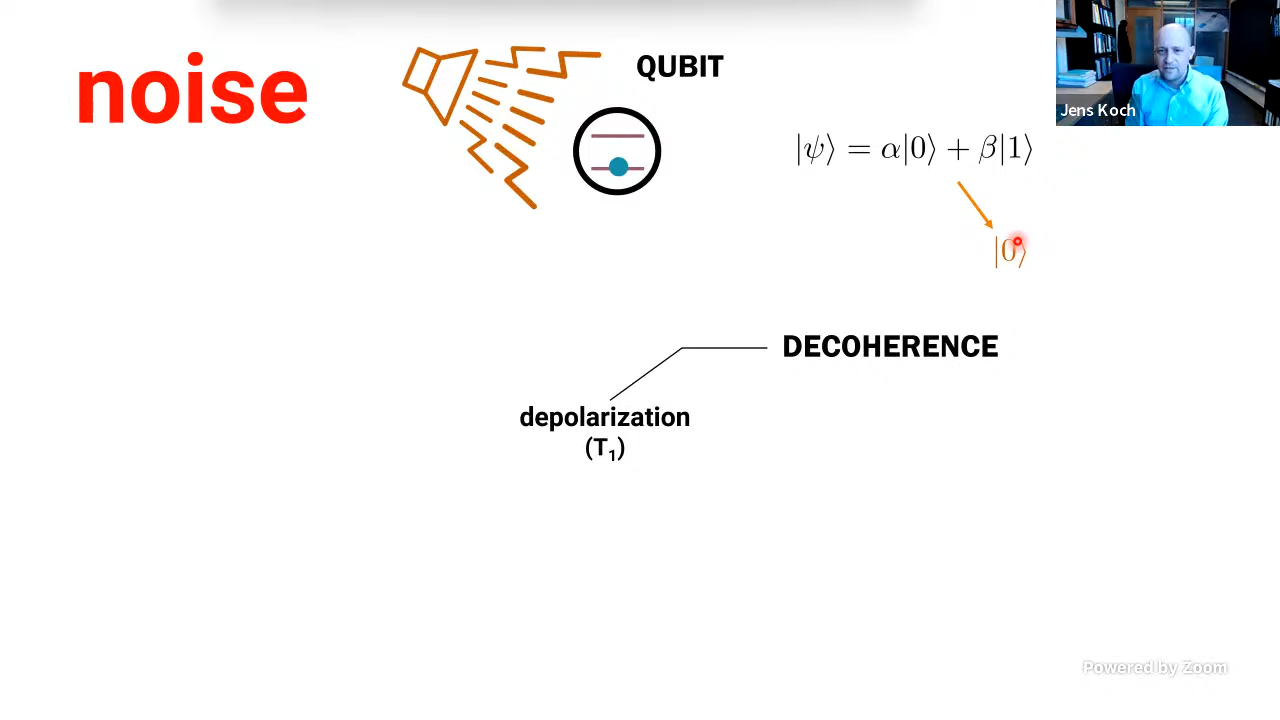 noise
QUBIT
Jens Koch
|ψ⟩ = α|0⟩ + β|1⟩
|0⟩
DECOHERENCE
depolarization
(T₁)
Powered by Zoom